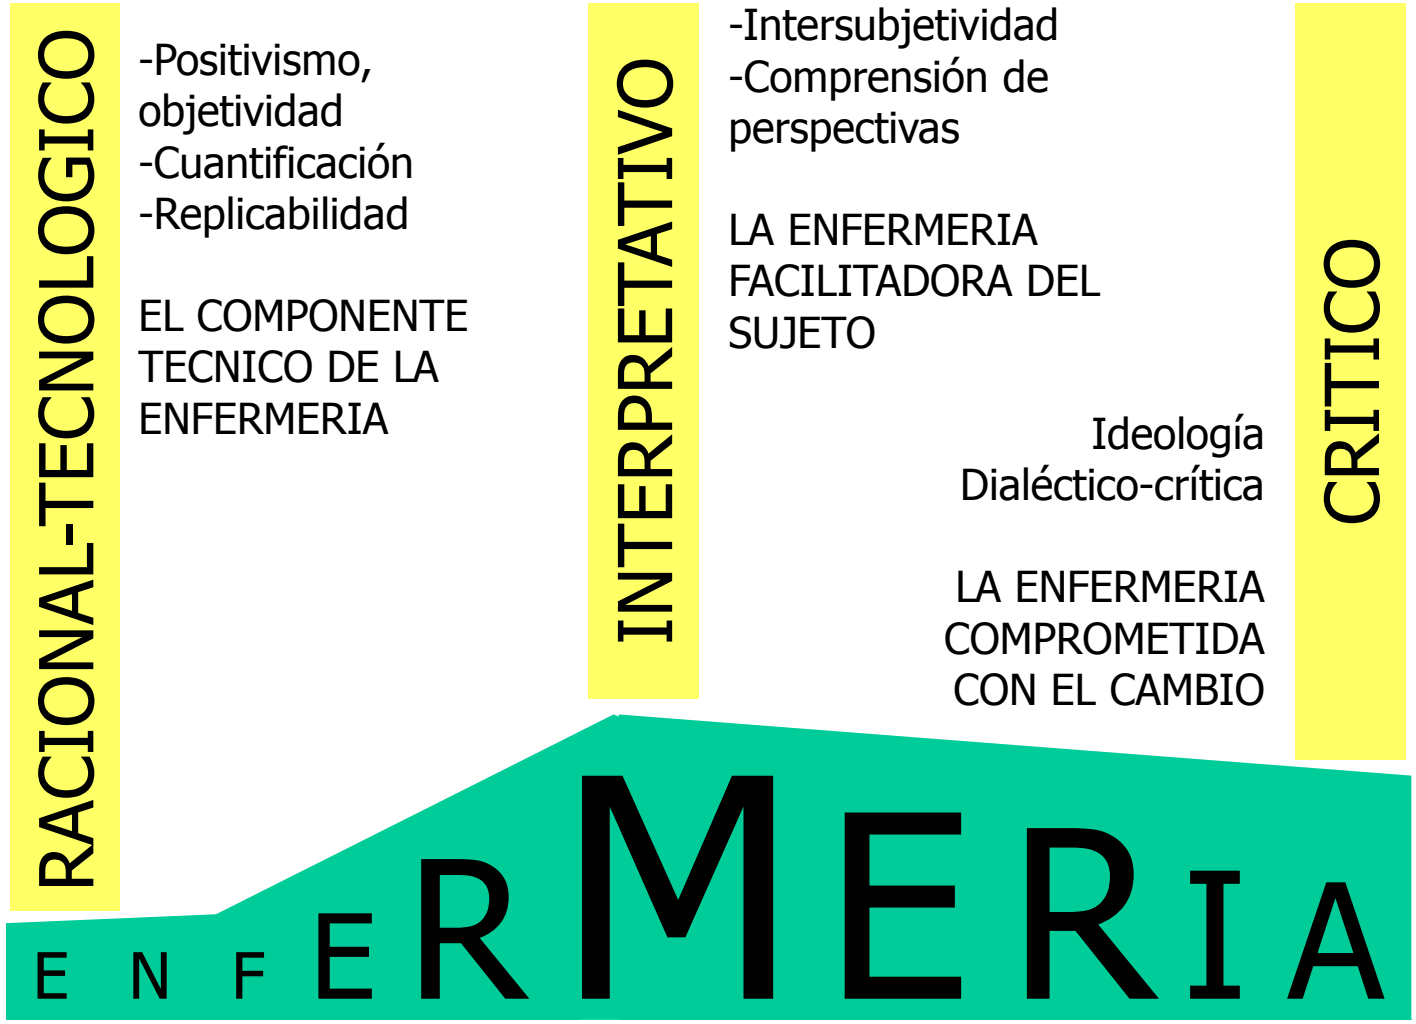 RACIONAL-TECNOLOGICO
-Positivismo,
objetividad
-Cuantificación
-Replicabilidad
EL COMPONENTE
TECNICO DE LA
ENFERMERIA
INTERPRETATIVO
-Intersubjetividad
-Comprensión de
perspectivas
LA ENFERMERIA
FACILITADORA DEL
SUJETO
CRITICO
Ideología
Dialéctico-crítica
LA ENFERMERIA
COMPROMETIDA
CON EL CAMBIO
ENFERMERIA